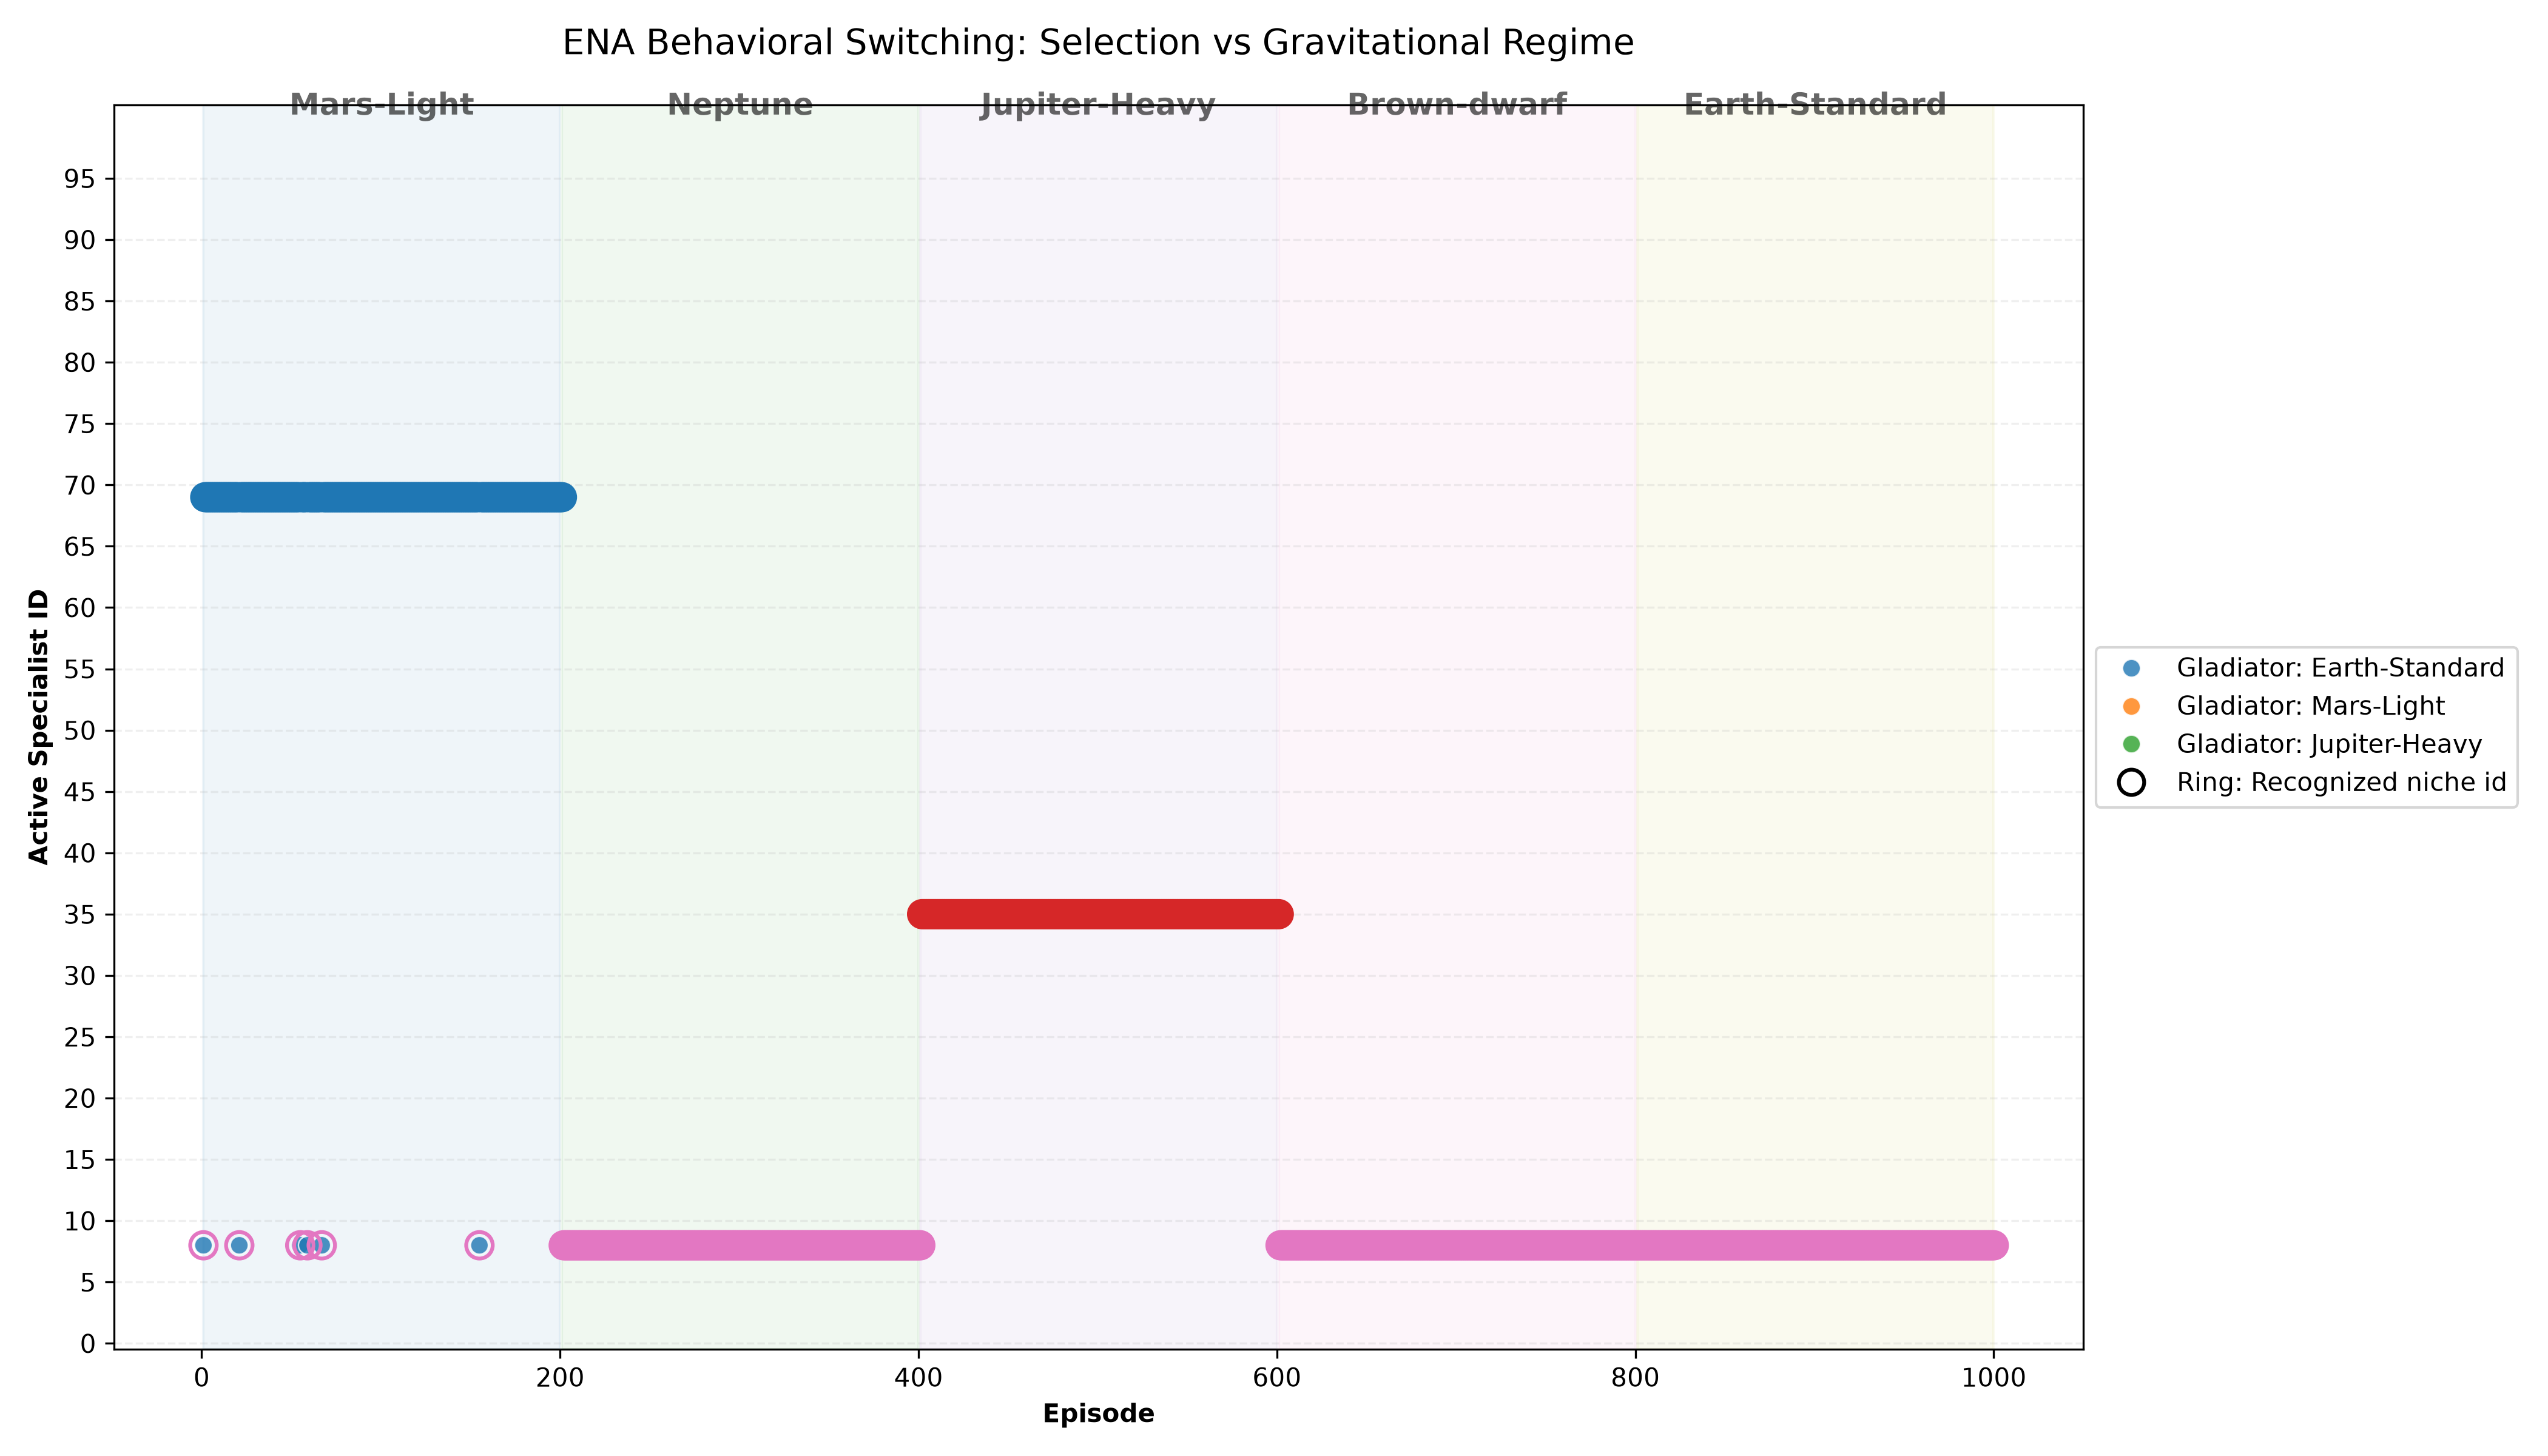 ENA Behavioral Switching: Selection vs Gravitational Regime
Mars-Light Neptune Jupiter-Heavy Brown-dwarf Earth-Standard
95
90
85
80
75
70
65
60
55
50
45
40
35
30
25
20
15
10
5
0
Active Specialist ID
0 200 400 600 800 1000
Episode
Gladiator: Earth-Standard
Gladiator: Mars-Light
Gladiator: Jupiter-Heavy
Ring: Recognized niche id